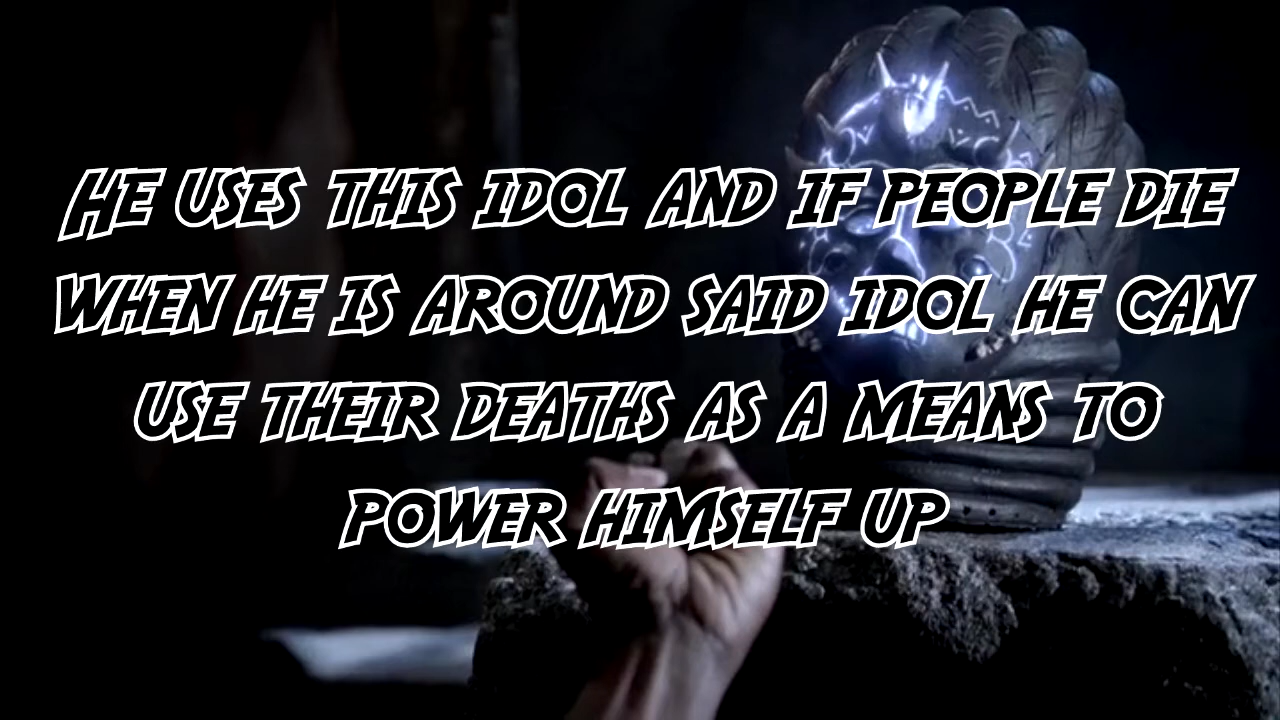 HE USES THIS IDOL AND IF PEOPLE DIE
WHEN HE IS AROUND SAID IDOL HE CAN
USE THEIR DEATHS AS A MEANS TO
POWER HIMSELF UP